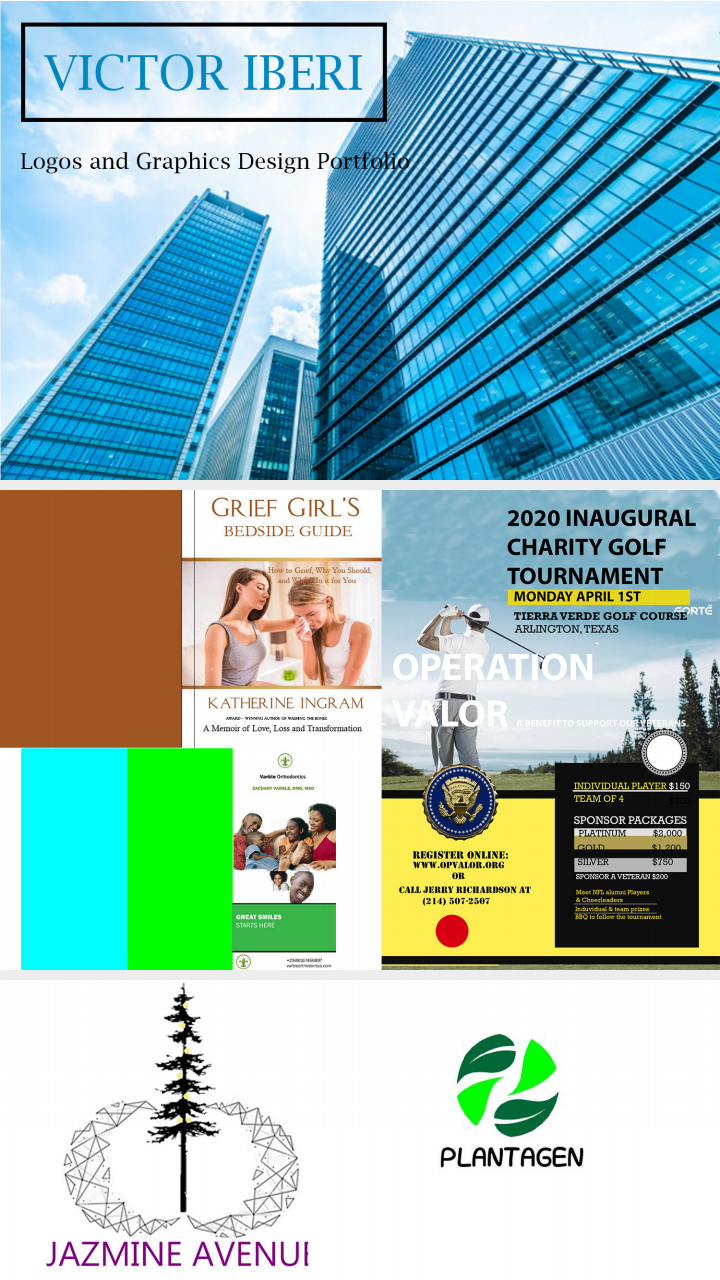 VICTOR IBERI
Logos and Graphics Design Portfolio
GRIEF GIRL'S
BEDSIDE GUIDE
How to Grief, Why You Should,
and What's In it for You
KATHERINE INGRAM
AWARD - WINNING AUTHOR OF WASHING THE BONES
A Memoir of Love, Loss and Transformation
Varble Orthodontics
ZACHARY VARBLE, DMD, MSD
GREAT SMILES
STARTS HERE
+2348167456897
varbleorthodontics.com
2020 INAUGURAL
CHARITY GOLF
TOURNAMENT
MONDAY APRIL 1ST
GORTÉ
TIERRA VERDE GOLF COURSE
ARLINGTON, TEXAS
OPERATION
VALOR
A BENEFIT TO SUPPORT OUR VETERANS.
INDIVIDUAL PLAYER $150
TEAM OF 4 $600
SPONSOR PACKAGES
PLATINUM $2,000
GOLD $1,200
SILVER $750
SPONSOR A VETERAN $200
Meet NFL alumni Players
& Cheerleaders
Induvidual & team prizes
BBQ to follow the tournament
REGISTER ONLINE:
WWW.OPVALOR.ORG
OR
CALL JERRY RICHARDSON AT
(214) 507-2507
JAZMINE AVENUE
PLANTAGEN